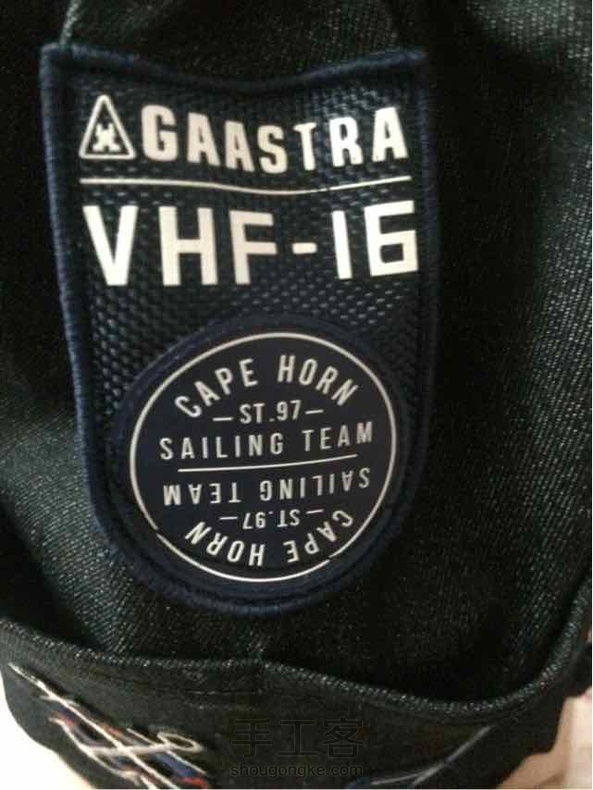 GAASTRA
VHF-16
CAPE HORN
—ST.97—
SAILING TEAM
SAILING TEAM
—ST.97—
CAPE HORN
手工客
shougongke.com